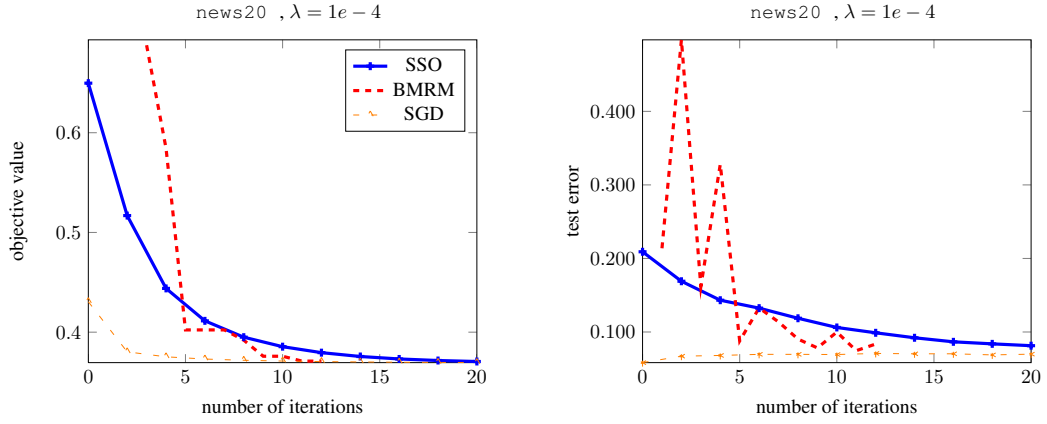 news20 , λ = 1e − 4
objective value
0.6
0.5
0.4
SSO
BMRM
SGD
0 5 10 15 20
number of iterations
news20 , λ = 1e − 4
test error
0.400
0.300
0.200
0.100
0 5 10 15 20
number of iterations